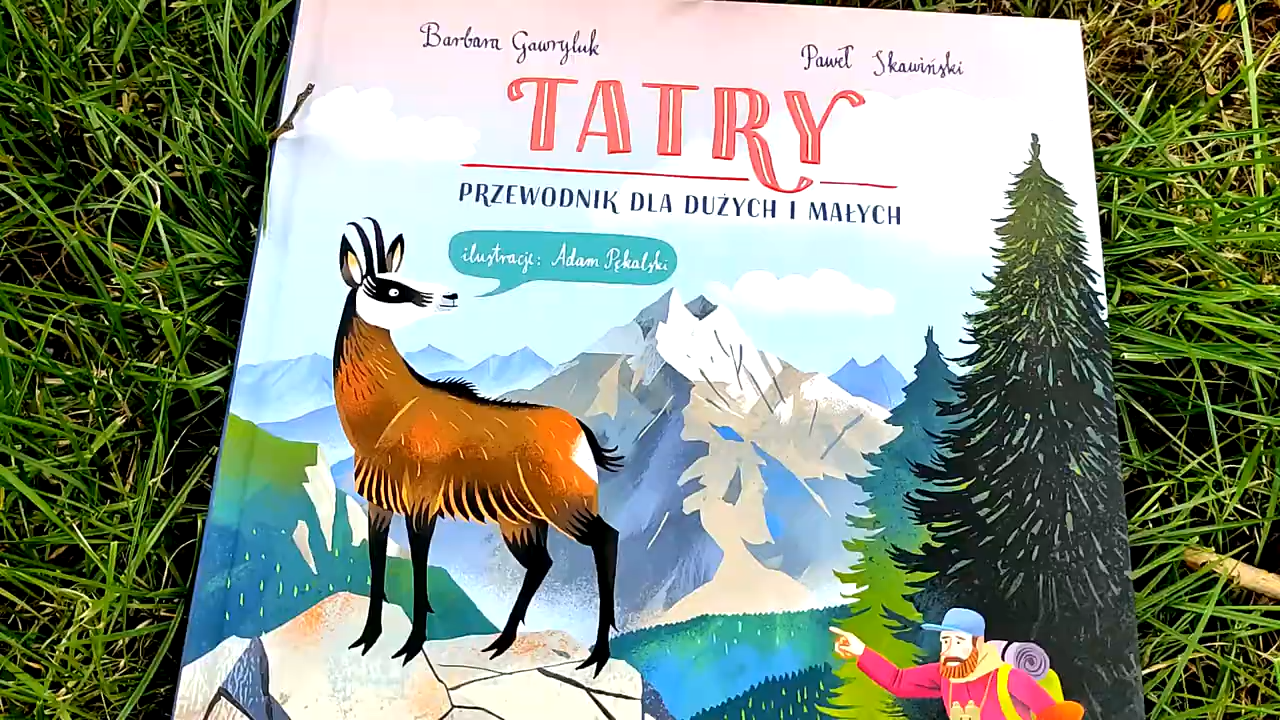 Barbara Gawryluk
Paweł Skawiński
TATRY
PRZEWODNIK DLA DUŻYCH I MAŁYCH
ilustracje: Adam Pękalski